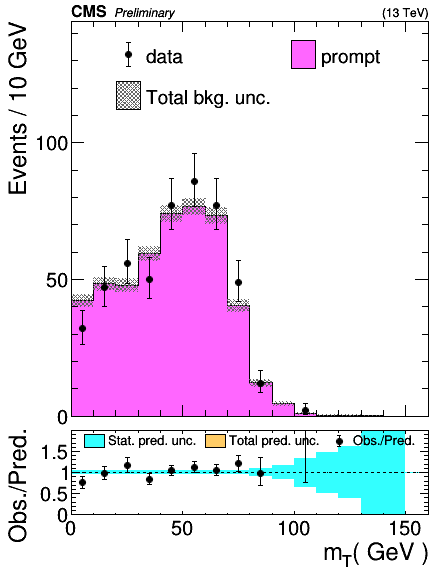 CMS Preliminary (13 TeV)
Events / 10 GeV
data
prompt
Total bkg. unc.
100
50
0
Obs./Pred.
Stat. pred. unc.
Total pred. unc.
Obs./Pred.
1.5
1
0.5
0
0 50 100 150
m_T( GeV )